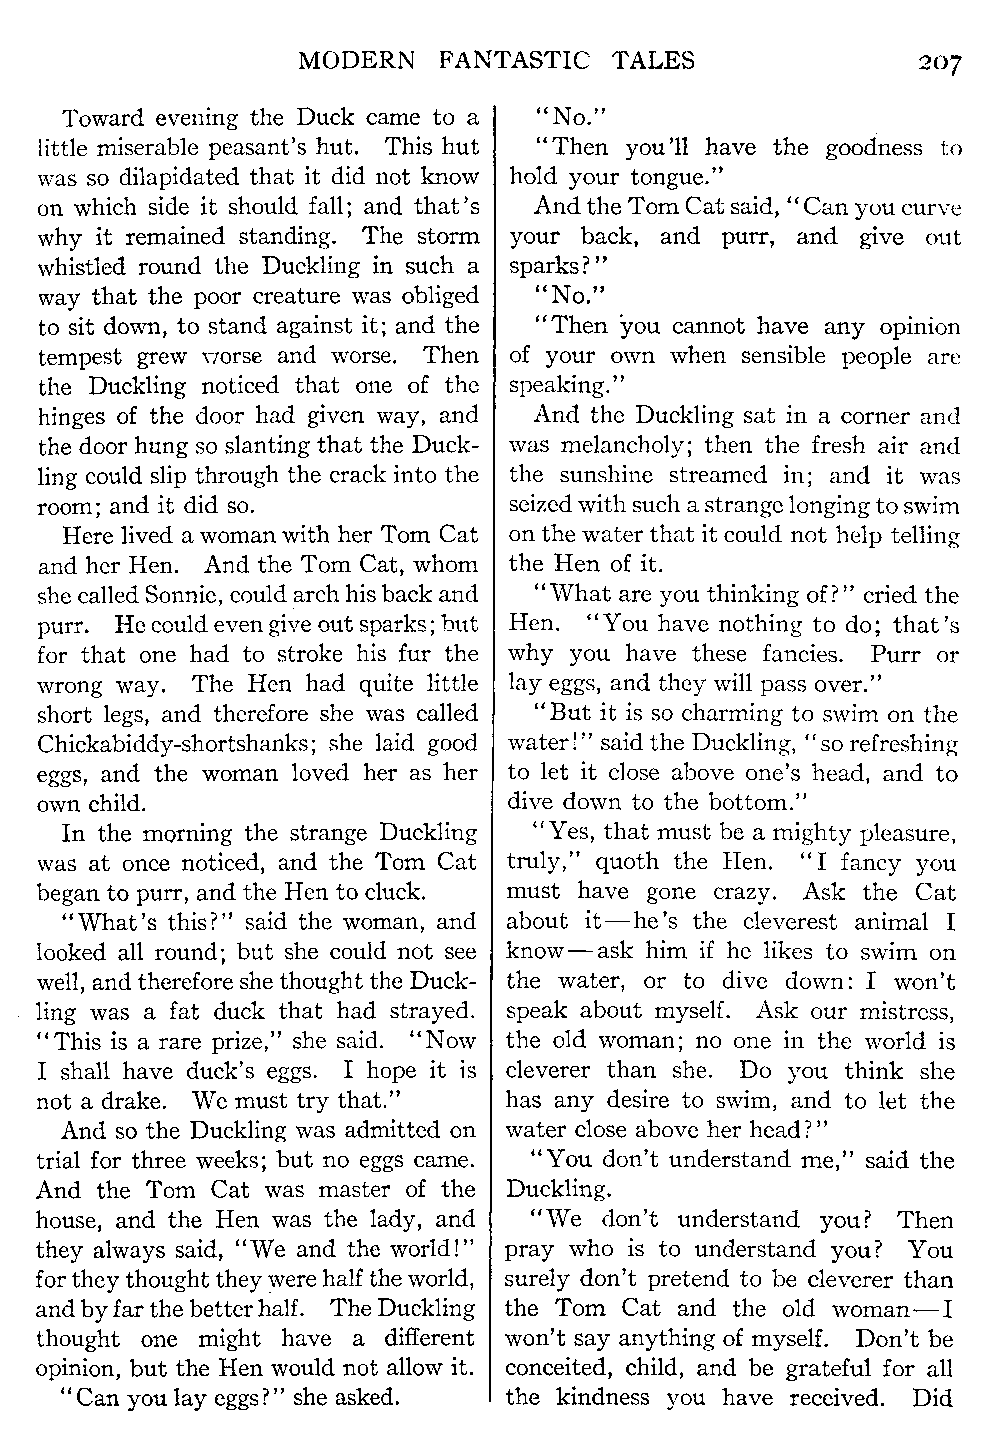 MODERN FANTASTIC TALES 207
Toward evening the Duck came to a
little miserable peasant's hut. This hut
was so dilapidated that it did not know
on which side it should fall; and that's
why it remained standing. The storm
whistled round the Duckling in such a
way that the poor creature was obliged
to sit down, to stand against it; and the
tempest grew worse and worse. Then
the Duckling noticed that one of the
hinges of the door had given way, and
the door hung so slanting that the Duck-
ling could slip through the crack into the
room; and it did so.
Here lived a woman with her Tom Cat
and her Hen. And the Tom Cat, whom
she called Sonnie, could arch his back and
purr. He could even give out sparks; but
for that one had to stroke his fur the
wrong way. The Hen had quite little
short legs, and therefore she was called
Chickabiddy-shortshanks; she laid good
eggs, and the woman loved her as her
own child.
In the morning the strange Duckling
was at once noticed, and the Tom Cat
began to purr, and the Hen to cluck.
"What's this?" said the woman, and
looked all round; but she could not see
well, and therefore she thought the Duck-
ling was a fat duck that had strayed.
"This is a rare prize," she said. "Now
I shall have duck's eggs. I hope it is
not a drake. We must try that."
And so the Duckling was admitted on
trial for three weeks; but no eggs came.
And the Tom Cat was master of the
house, and the Hen was the lady, and
they always said, "We and the world!"
for they thought they were half the world,
and by far the better half. The Duckling
thought one might have a different
opinion, but the Hen would not allow it.
"Can you lay eggs?" she asked.
"No."
"Then you'll have the goodness to
hold your tongue."
And the Tom Cat said, "Can you curve
your back, and purr, and give out
sparks?"
"No."
"Then you cannot have any opinion
of your own when sensible people are
speaking."
And the Duckling sat in a corner and
was melancholy; then the fresh air and
the sunshine streamed in; and it was
seized with such a strange longing to swim
on the water that it could not help telling
the Hen of it.
"What are you thinking of?" cried the
Hen. "You have nothing to do; that's
why you have these fancies. Purr or
lay eggs, and they will pass over."
"But it is so charming to swim on the
water!" said the Duckling, "so refreshing
to let it close above one's head, and to
dive down to the bottom."
"Yes, that must be a mighty pleasure,
truly," quoth the Hen. "I fancy you
must have gone crazy. Ask the Cat
about it—he's the cleverest animal I
know—ask him if he likes to swim on
the water, or to dive down: I won't
speak about myself. Ask our mistress,
the old woman; no one in the world is
cleverer than she. Do you think she
has any desire to swim, and to let the
water close above her head?"
"You don't understand me," said the
Duckling.
"We don't understand you? Then
pray who is to understand you? You
surely don't pretend to be cleverer than
the Tom Cat and the old woman—I
won't say anything of myself. Don't be
conceited, child, and be grateful for all
the kindness you have received. Did